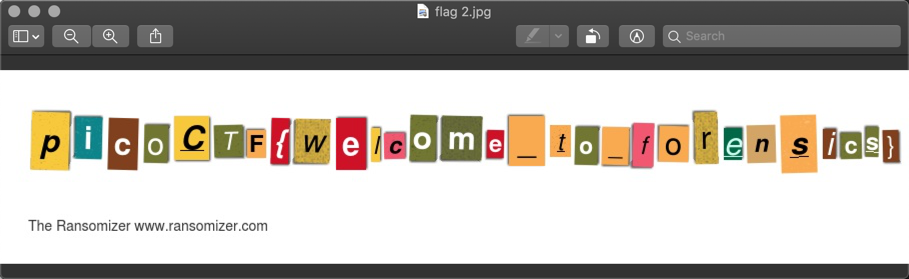 flag 2.jpg
Search
picoCTF{welcome_to_forensics}
The Ransomizer www.ransomizer.com